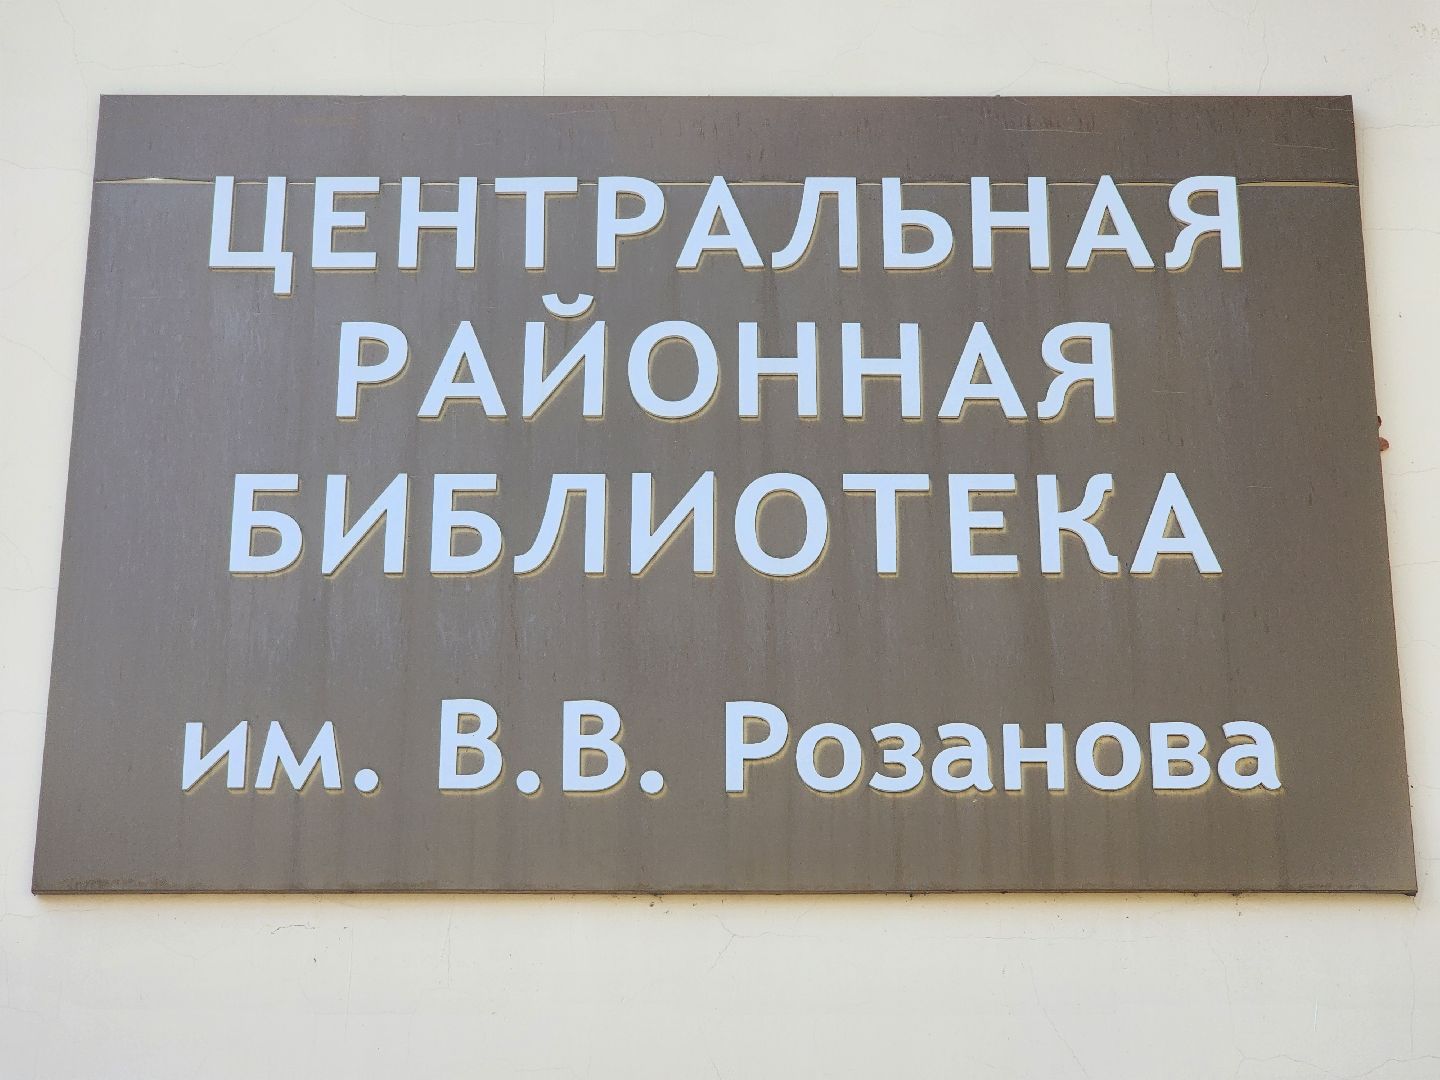 ЦЕНТРАЛЬНАЯ
РАЙОННАЯ
БИБЛИОТЕКА
им. В.В. Розанова